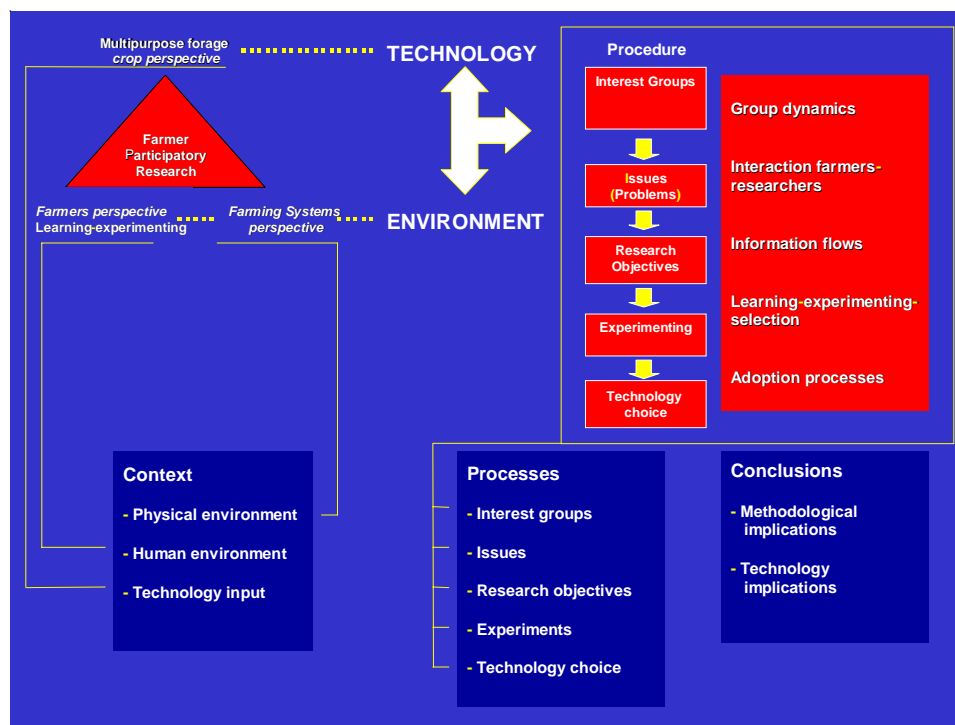 Multipurpose forage
crop perspective
TECHNOLOGY
Farmer
Participatory
Research
Farmers perspective
Learning-experimenting
Farming Systems
perspective
ENVIRONMENT
Procedure
Interest Groups
Issues
(Problems)
Research
Objectives
Experimenting
Technology
choice
Group dynamics
Interaction farmers-
researchers
Information flows
Learning-experimenting-
selection
Adoption processes
Context
- Physical environment
- Human environment
- Technology input
Processes
- Interest groups
- Issues
- Research objectives
- Experiments
- Technology choice
Conclusions
- Methodological
implications
- Technology
implications